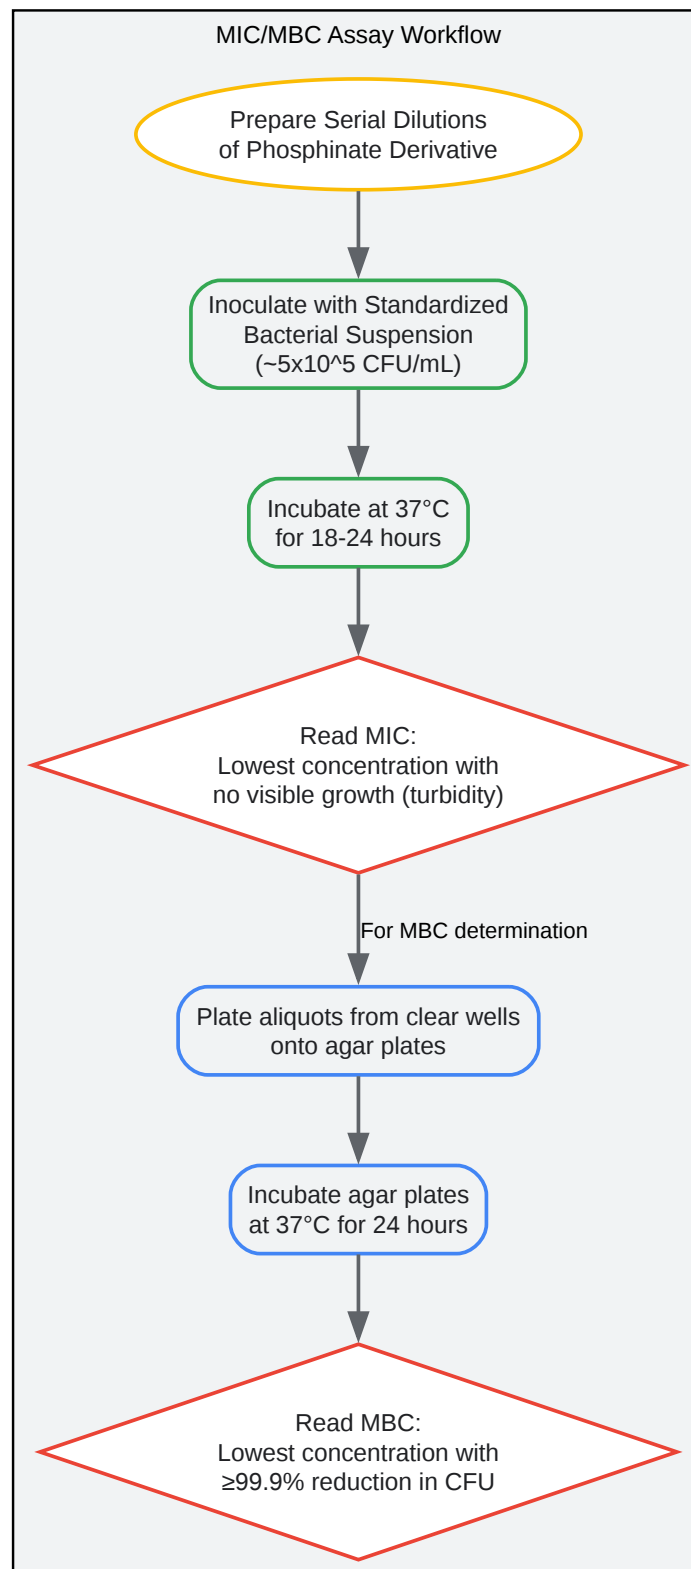 MIC/MBC Assay Workflow
Prepare Serial Dilutions
of Phosphinate Derivative
Inoculate with Standardized
Bacterial Suspension
(~5x10^5 CFU/mL)
Incubate at 37°C
for 18-24 hours
Read MIC:
Lowest concentration with
no visible growth (turbidity)
For MBC determination
Plate aliquots from clear wells
onto agar plates
Incubate agar plates
at 37°C for 24 hours
Read MBC:
Lowest concentration with
≥99.9% reduction in CFU